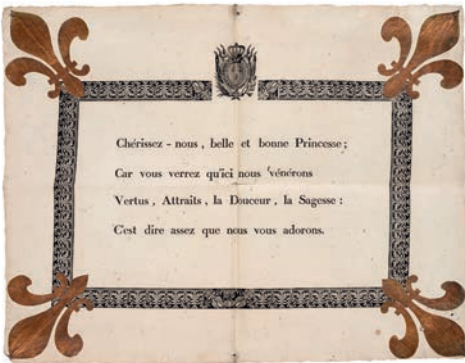 Chérissez - nous, belle et bonne Princesse;
Car vous verrez qu'ici nous vénérons
Vertus, Attraits, la Douceur, la Sagesse:
C'est dire assez que nous vous adorons.